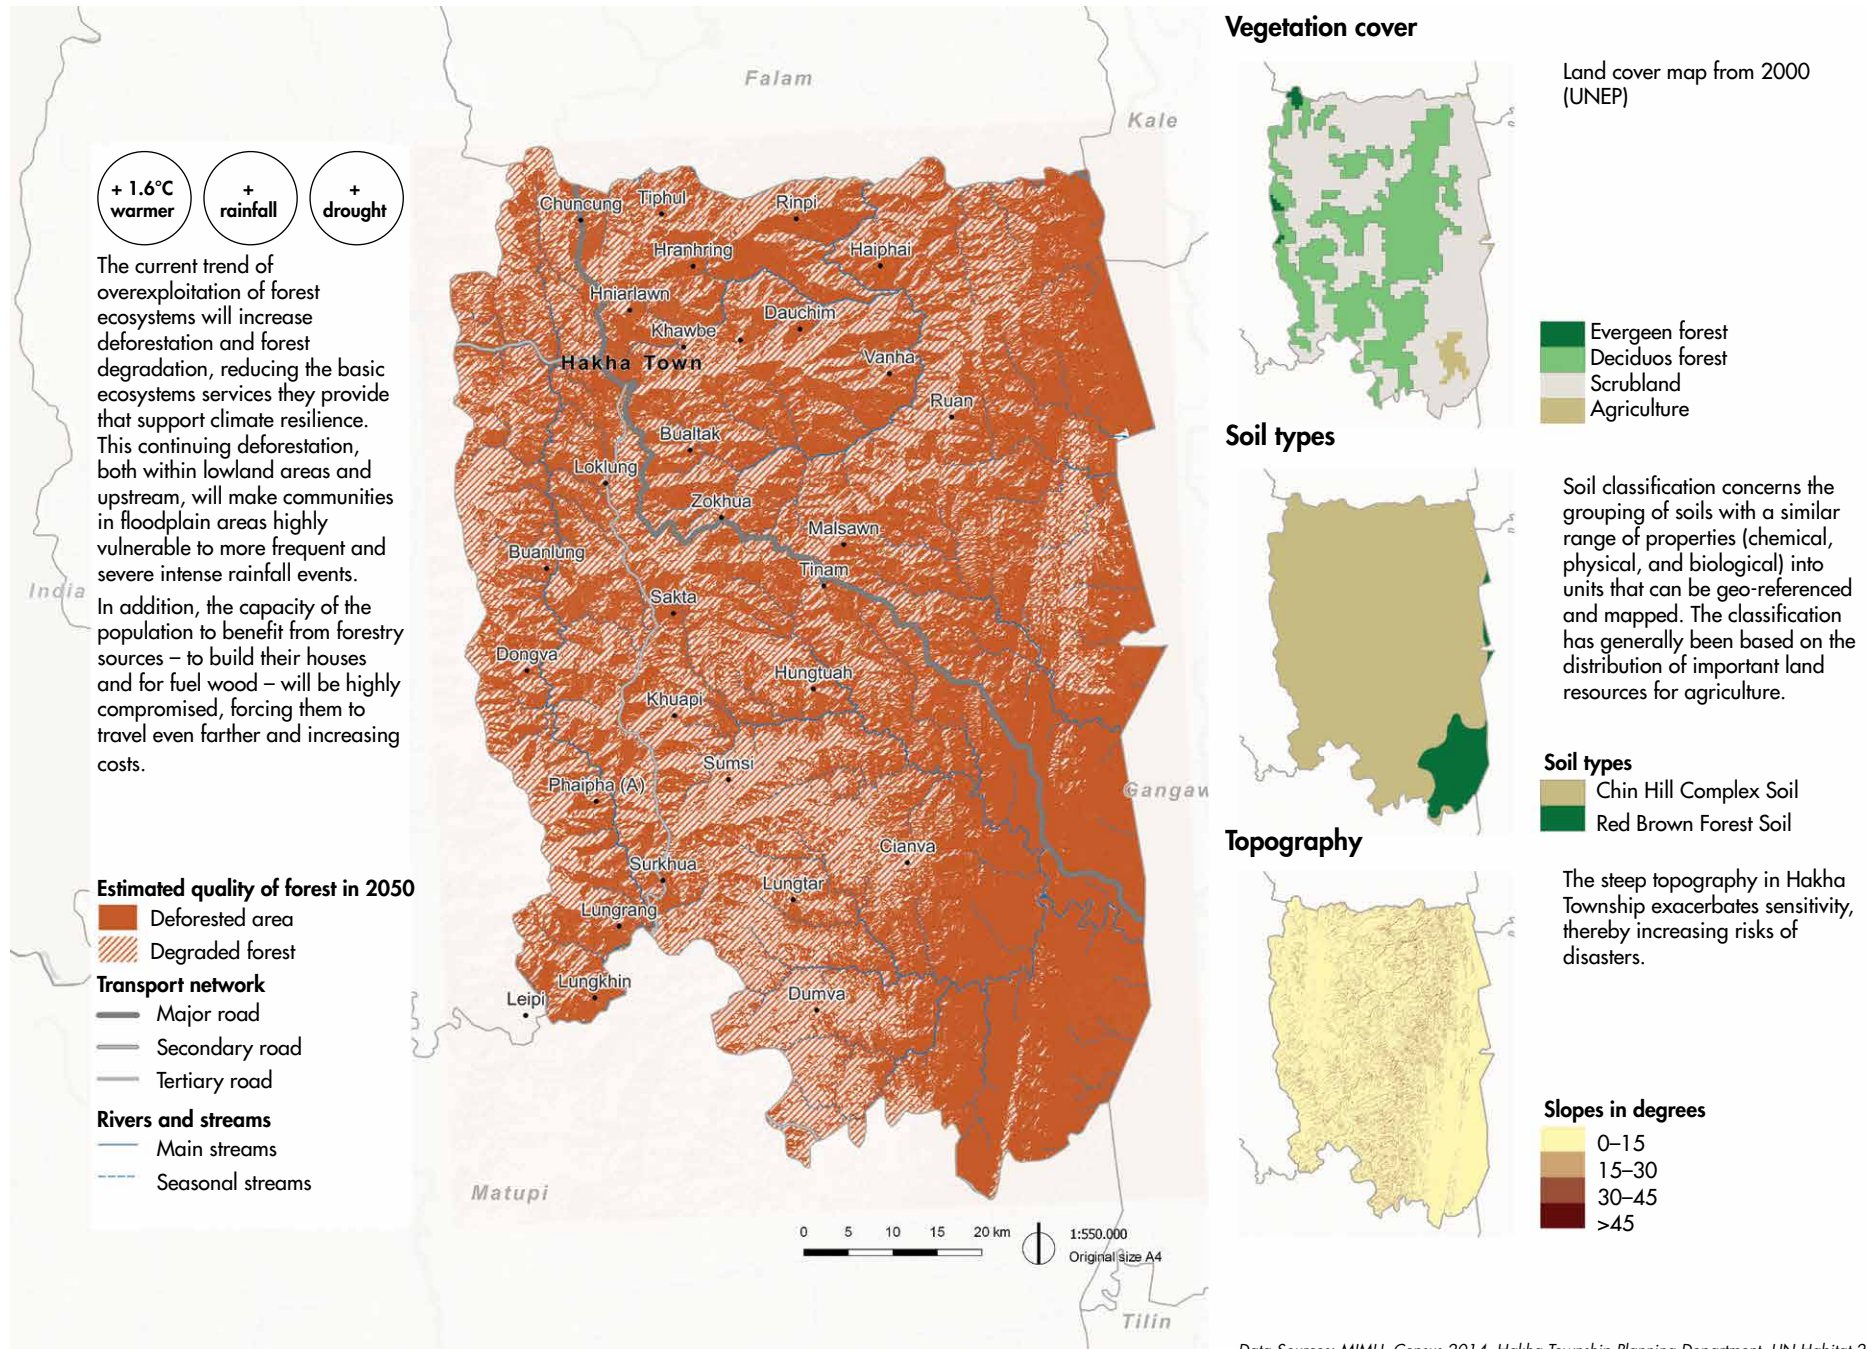 Falam
Kale
+ 1.6°C
warmer
+
rainfall
+
drought
The current trend of
overexploitation of forest
ecosystems will increase
deforestation and forest
degradation, reducing the basic
ecosystems services they provide
that support climate resilience.
This continuing deforestation,
both within lowland areas and
upstream, will make communities
in floodplain areas highly
vulnerable to more frequent and
severe intense rainfall events.
In addition, the capacity of the
population to benefit from forestry
sources – to build their houses
and for fuel wood – will be highly
compromised, forcing them to
travel even farther and increasing
costs.
India
Estimated quality of forest in 2050
Deforested area
Degraded forest
Transport network
Major road
Secondary road
Tertiary road
Rivers and streams
Main streams
Seasonal streams
Chuncung
Tiphul
Rinpi
Hranhring
Haiphai
Hniarlawn
Dauchim
Khawbe
Hakha Town
Vanha
Ruan
Bualtak
Loklung
Zokhua
Malsawn
Buanlung
Tinam
Sakta
Dongva
Hungtuah
Khuapi
Sumsi
Phaipha (A)
Gangaw
Cianva
Surkhua
Lungtar
Lungrang
Lungkhin
Leipi
Dumva
Matupi
0 5 10 15 20 km
1:550.000
Original size A4
Tilin
Vegetation cover
Land cover map from 2000
(UNEP)
Evergeen forest
Deciduos forest
Scrubland
Agriculture
Soil types
Soil classification concerns the
grouping of soils with a similar
range of properties (chemical,
physical, and biological) into
units that can be geo-referenced
and mapped. The classification
has generally been based on the
distribution of important land
resources for agriculture.
Soil types
Chin Hill Complex Soil
Red Brown Forest Soil
Topography
The steep topography in Hakha
Township exacerbates sensitivity,
thereby increasing risks of
disasters.
Slopes in degrees
0–15
15–30
30–45
>45
Data Sources: MIMU, Census 2014, Hakha Township Planning Department, UN-Habitat